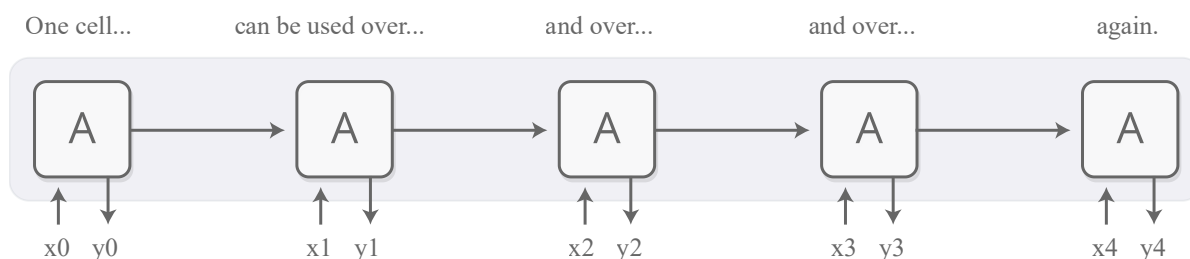 One cell... can be used over... and over... and over... again.
A A A A A
x0 y0 x1 y1 x2 y2 x3 y3 x4 y4